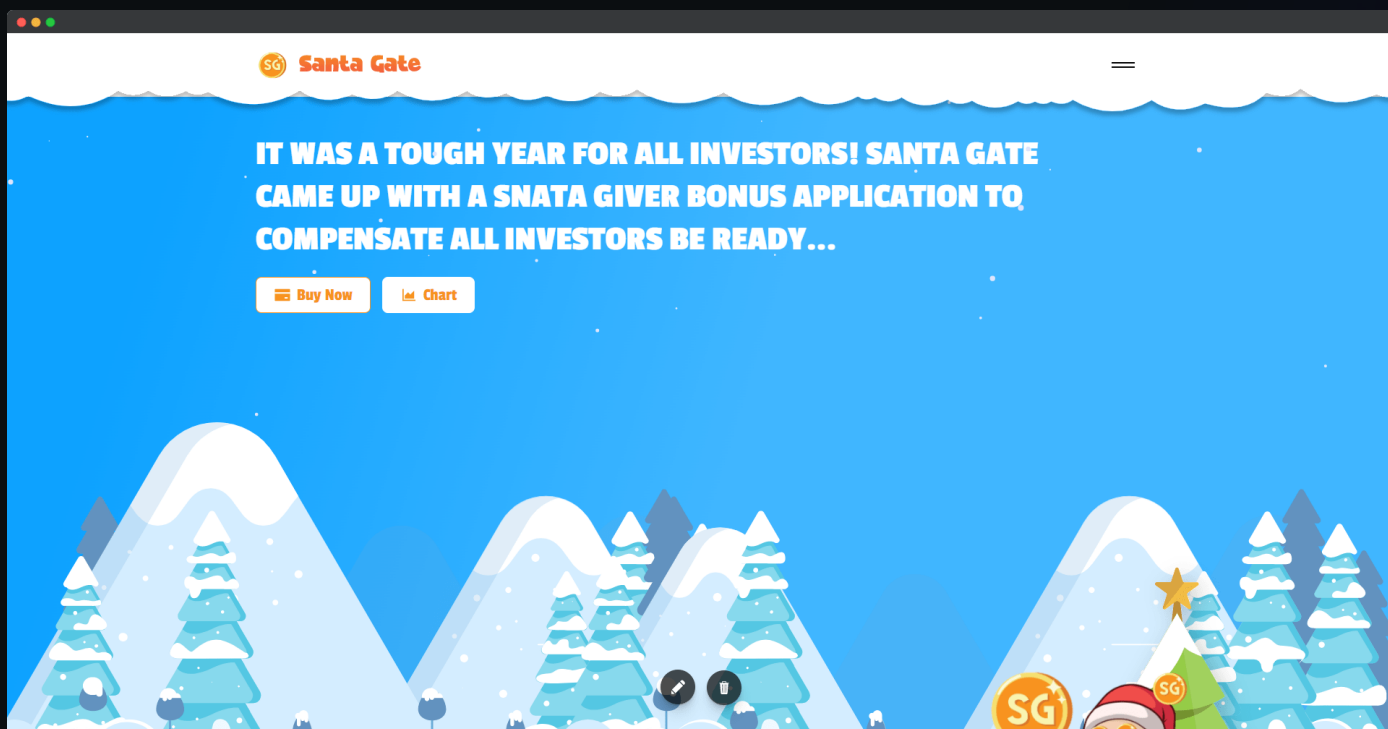 SG Santa Gate
IT WAS A TOUGH YEAR FOR ALL INVESTORS! SANTA GATE
CAME UP WITH A SNATA GIVER BONUS APPLICATION TO
COMPENSATE ALL INVESTORS BE READY...
Buy Now Chart
SG
SG